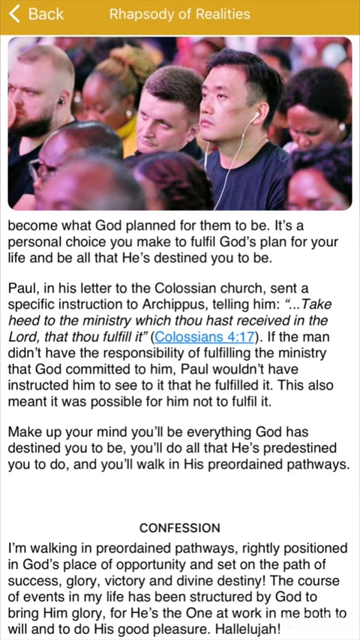 Back
Rhapsody of Realities
become what God planned for them to be. It's a
personal choice you make to fulfil God's plan for your
life and be all that He's destined you to be.
Paul, in his letter to the Colossian church, sent a
specific instruction to Archippus, telling him: “...Take
heed to the ministry which thou hast received in the
Lord, that thou fulfill it” (Colossians 4:17). If the man
didn't have the responsibility of fulfilling the ministry
that God committed to him, Paul wouldn't have
instructed him to see to it that he fulfilled it. This also
meant it was possible for him not to fulfil it.
Make up your mind you'll be everything God has
destined you to be, you'll do all that He's predestined
you to do, and you'll walk in His preordained pathways.
CONFESSION
I'm walking in preordained pathways, rightly positioned
in God's place of opportunity and set on the path of
success, glory, victory and divine destiny! The course
of events in my life has been structured by God to
bring Him glory, for He's the One at work in me both to
will and to do His good pleasure. Hallelujah!